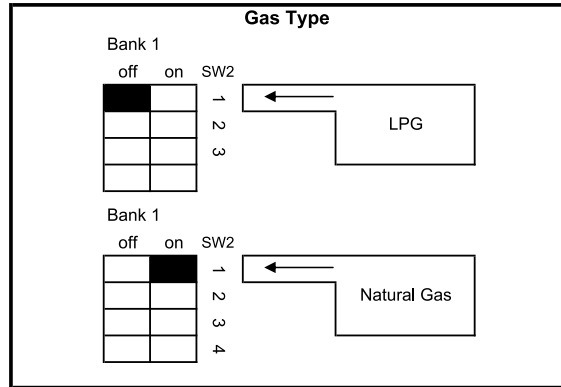 Gas Type
Bank 1
off on SW2
1
LPG
2
3
Bank 1
off on SW2
1
2
Natural Gas
3
4